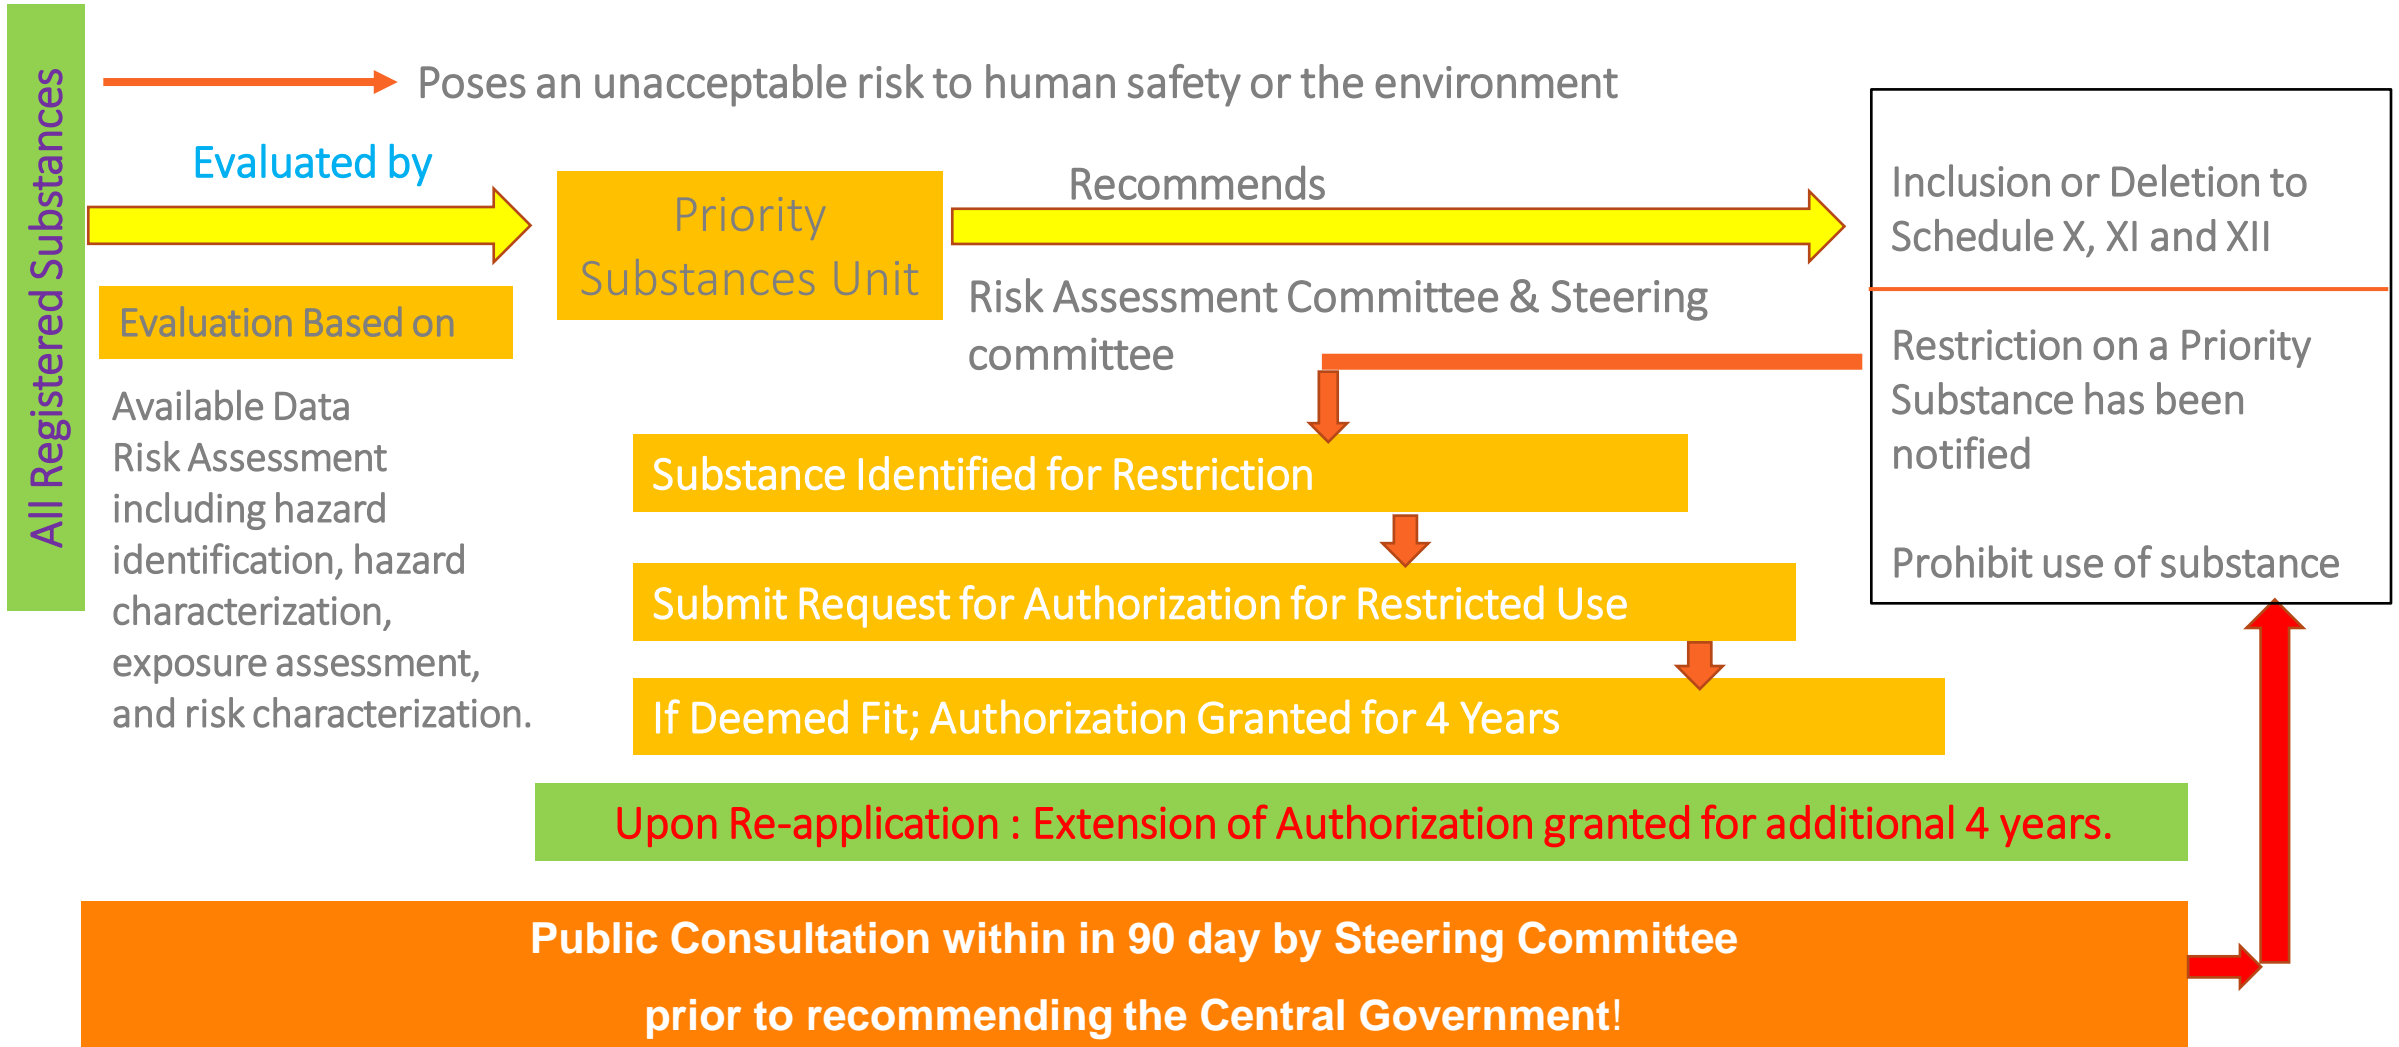 All Registered Substances
Poses an unacceptable risk to human safety or the environment
Evaluated by
Priority
Substances Unit
Recommends
Risk Assessment Committee & Steering
committee
Inclusion or Deletion to
Schedule X, XI and XII
Restriction on a Priority
Substance has been
notified
Prohibit use of substance
Evaluation Based on
Available Data
Risk Assessment
including hazard
identification, hazard
characterization,
exposure assessment,
and risk characterization.
Substance Identified for Restriction
Submit Request for Authorization for Restricted Use
If Deemed Fit; Authorization Granted for 4 Years
Upon Re-application : Extension of Authorization granted for additional 4 years.
Public Consultation within in 90 day by Steering Committee
prior to recommending the Central Government!